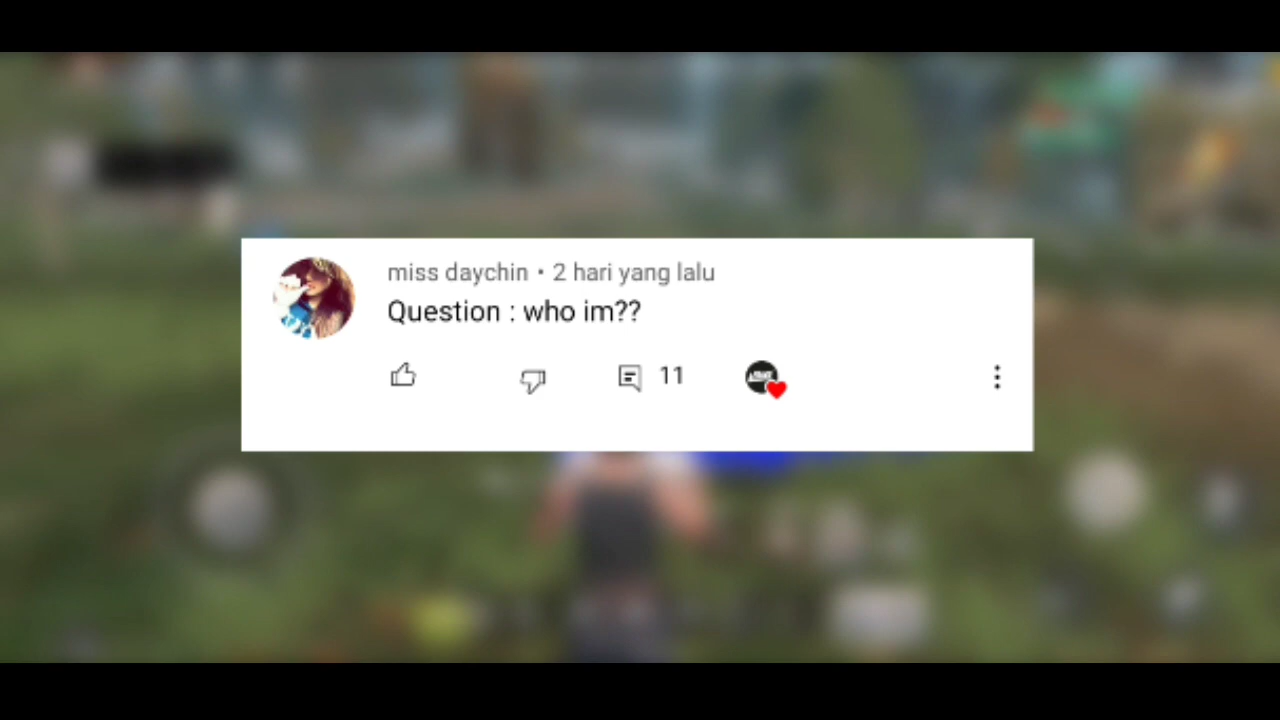 miss daychin • 2 hari yang lalu
Question : who im??
11